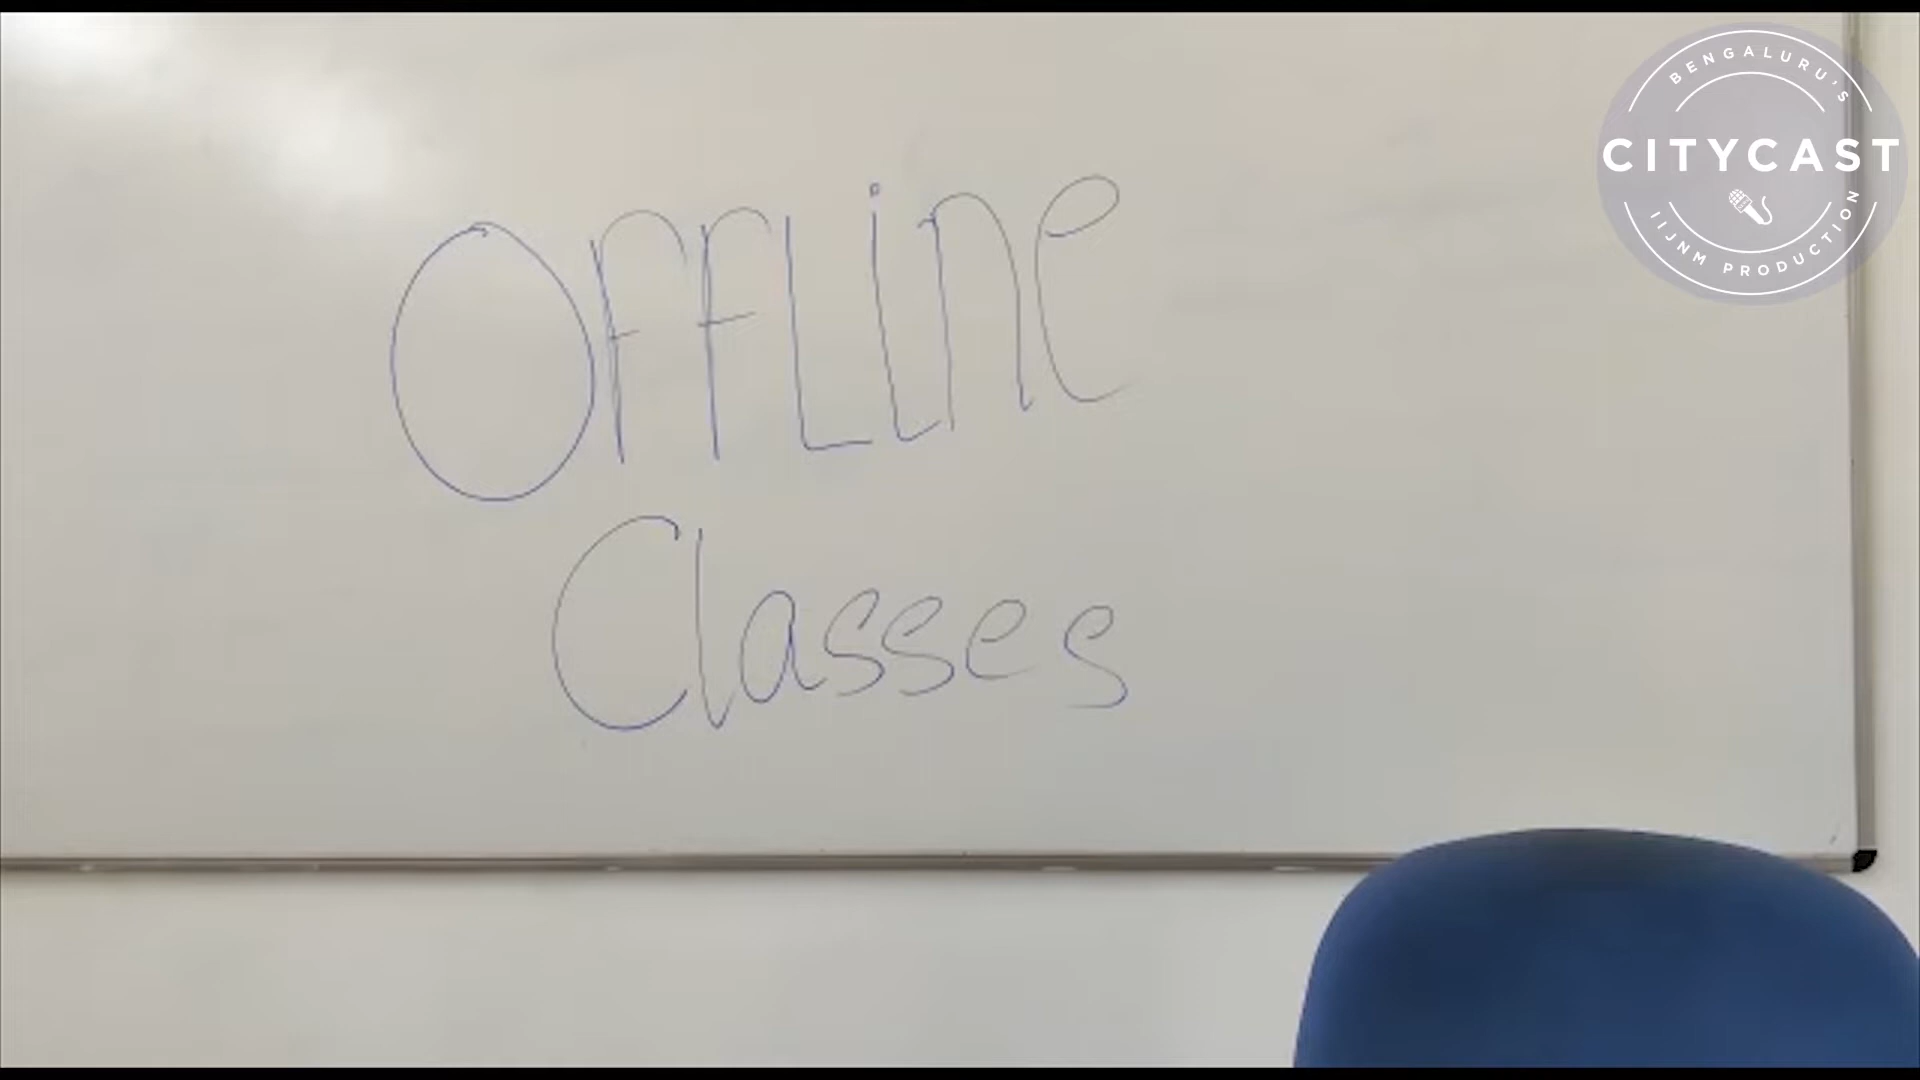 OFFLine
Classes
BENGALURU'S
CITYCAST
IIJNM PRODUCTION